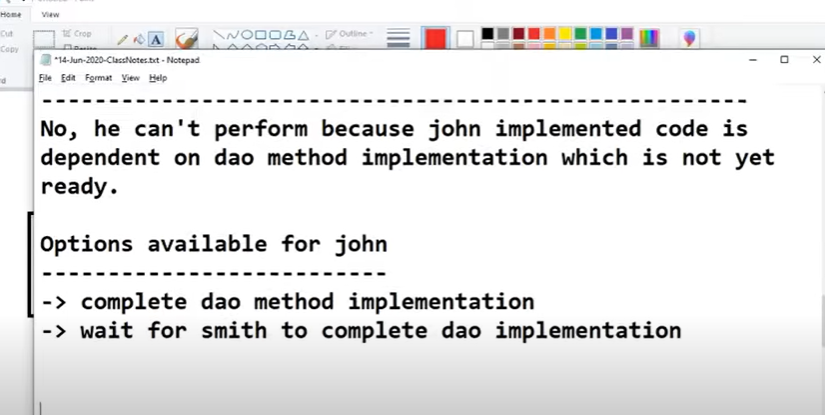 Home View
Cut
Copy
Crop
Outline
*14-Jun-2020-ClassNotes.txt - Notepad
File Edit Format View Help
-----------------------------------------------------
No, he can't perform because john implemented code is
dependent on dao method implementation which is not yet
ready.
Options available for john
--------------------------
-> complete dao method implementation
-> wait for smith to complete dao implementation